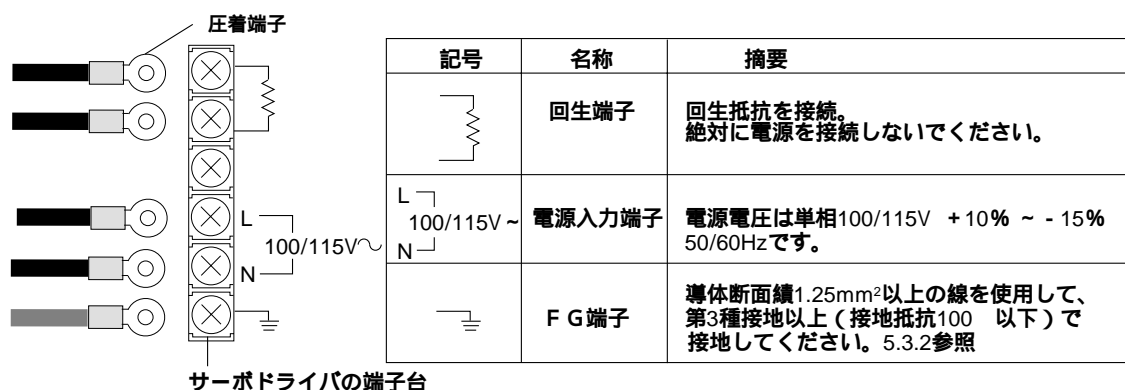 圧着端子
L
100/115V～
N
サーボドライバの端子台
記号 名称 摘要
回生端子 回生抵抗を接続。
絶対に電源を接続しないでください。
L
100/115V～ 電源入力端子 電源電圧は単相100/115V +10% ～ -15%
N 50/60Hzです。
導体断面績1.25mm²以上の線を使用して、
ＦＧ端子 第3種接地以上（接地抵抗100 以下）で
接地してください。5.3.2参照